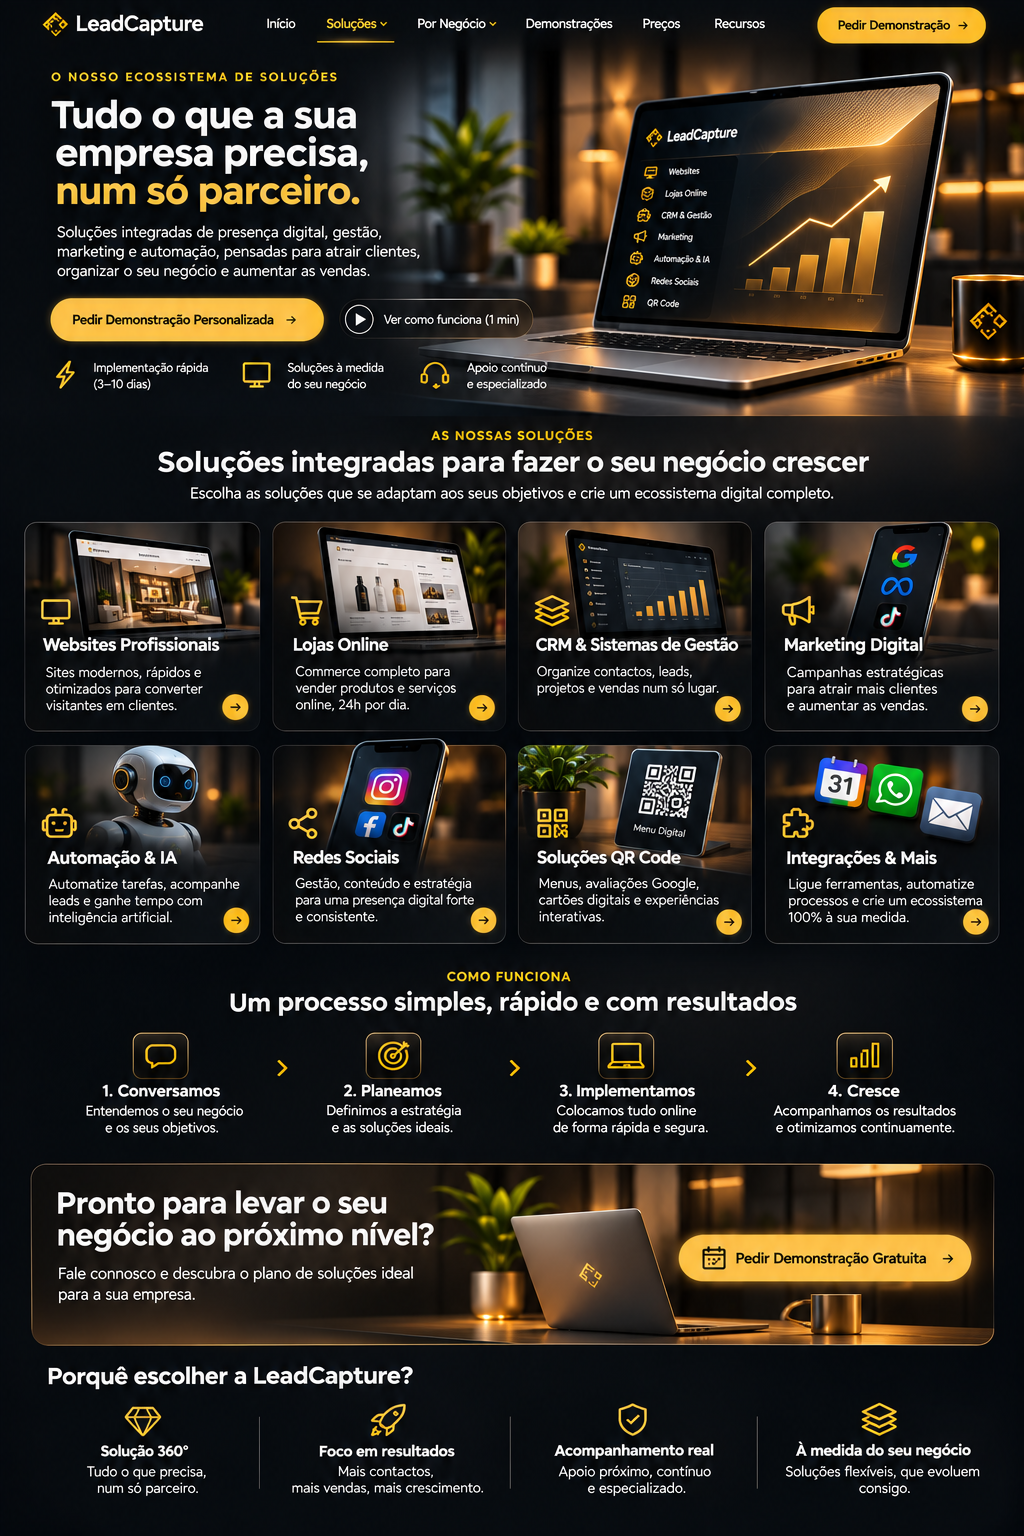 LeadCapture
Início
Soluções
Por Negócio
Demonstrações
Preços
Recursos
Pedir Demonstração →
O NOSSO ECOSSISTEMA DE SOLUÇÕES
Tudo o que a sua
empresa precisa,
num só parceiro.
Soluções integradas de presença digital, gestão,
marketing e automação, pensadas para atrair clientes,
organizar o seu negócio e aumentar as vendas.
Pedir Demonstração Personalizada →
Ver como funciona (1 min)
Implementação rápida
(3–10 dias)
Soluções à medida
do seu negócio
Apoio contínuo
e especializado
LeadCapture
Websites
Lojas Online
CRM & Gestão
Marketing
Automação & IA
Redes Sociais
QR Code
AS NOSSAS SOLUÇÕES
Soluções integradas para fazer o seu negócio crescer
Escolha as soluções que se adaptam aos seus objetivos e crie um ecossistema digital completo.
Websites Profissionais
Sites modernos, rápidos e
otimizados para converter
visitantes em clientes.
Lojas Online
Commerce completo para
vender produtos e serviços
online, 24h por dia.
CRM & Sistemas de Gestão
Organize contactos, leads,
projetos e vendas num só lugar.
Marketing Digital
Campanhas estratégicas
para atrair mais clientes
e aumentar as vendas.
Automação & IA
Automatize tarefas, acompanhe
leads e ganhe tempo com
inteligência artificial.
Redes Sociais
Gestão, conteúdo e estratégia
para uma presença digital forte
e consistente.
Menu Digital
Soluções QR Code
Menus, avaliações Google,
cartões digitais e experiências
interativas.
31
Integrações & Mais
Ligue ferramentas, automatize
processos e crie um ecossistema
100% à sua medida.
COMO FUNCIONA
Um processo simples, rápido e com resultados
1. Conversamos
Entendemos o seu negócio
e os seus objetivos.
2. Planeamos
Definimos a estratégia
e as soluções ideais.
3. Implementamos
Colocamos tudo online
de forma rápida e segura.
4. Cresce
Acompanhamos os resultados
e otimizamos continuamente.
Pronto para levar o seu
negócio ao próximo nível?
Fale connosco e descubra o plano de soluções ideal
para a sua empresa.
Pedir Demonstração Gratuita →
Porquê escolher a LeadCapture?
Solução 360°
Tudo o que precisa,
num só parceiro.
Foco em resultados
Mais contactos,
mais vendas, mais crescimento.
Acompanhamento real
Apoio próximo, contínuo
e especializado.
À medida do seu negócio
Soluções flexíveis, que evoluem
consigo.